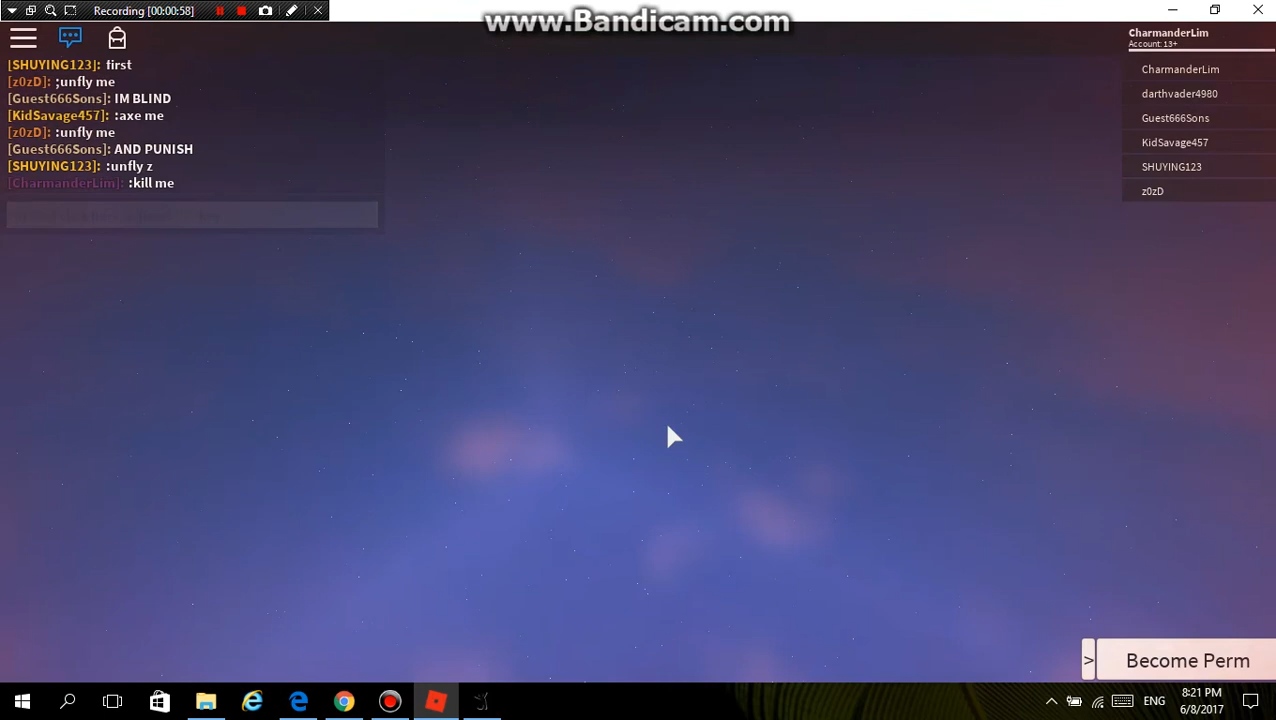 Recording [00:00:58]
www.Bandicam.com
CharmanderLim
Account: 13+
[SHUYING123]: first
[z0zD]: ;unfly me
[Guest666Sons]: IM BLIND
[KidSavage457]: :axe me
[z0zD]: :unfly me
[Guest666Sons]: AND PUNISH
[SHUYING123]: :unfly z
[CharmanderLim]: :kill me
CharmanderLim
darthvader4980
Guest666Sons
KidSavage457
SHUYING123
z0zD
> Become Perm
ENG
8:21 PM
6/8/2017